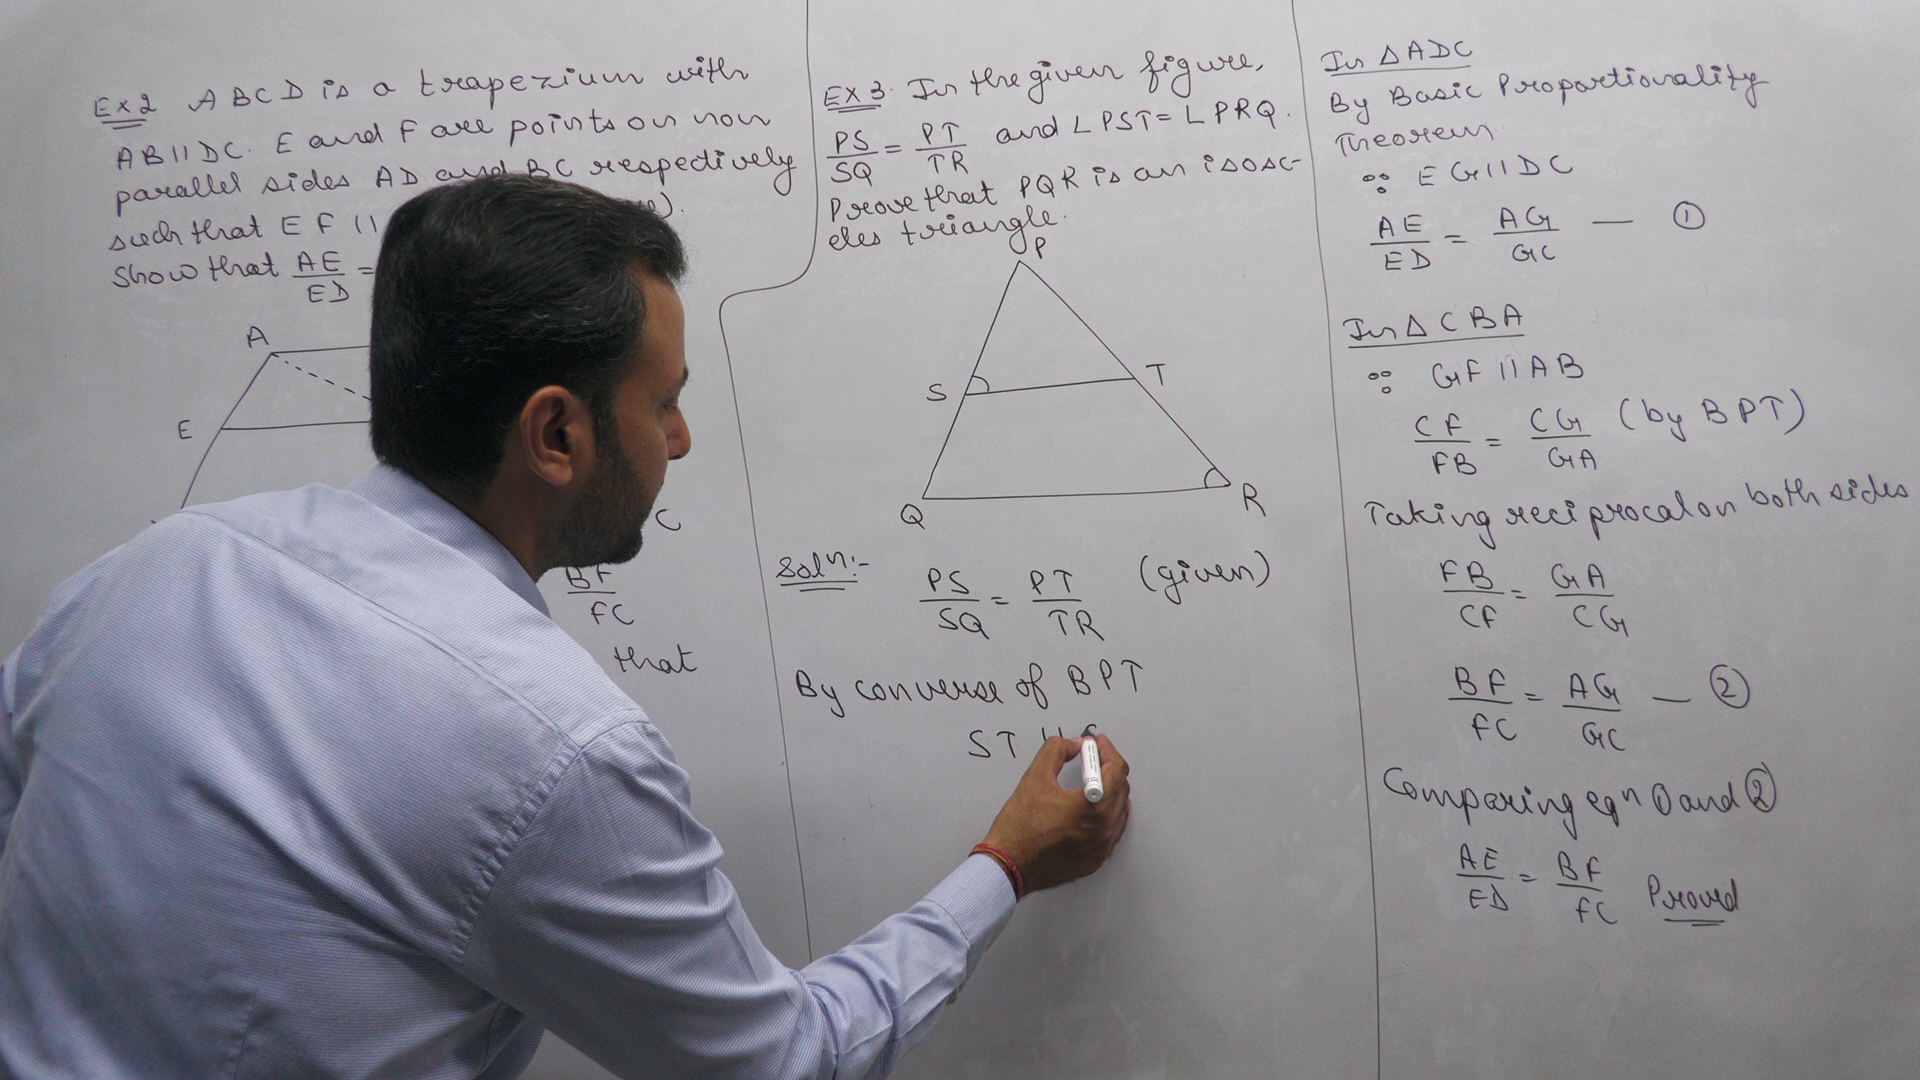 Ex 2 ABCD is a trapezium with
AB || DC. E and F are points on non
parallel sides AD and BC respectively
such that EF ||
Show that AE/ED =
A
E
C
BF/FC
that
EX 3. In the given figure,
PS/SQ = PT/TR and ∠PST = ∠PRQ.
Prove that PQR is an isosc-
eles triangle.
P
S
T
Q
R
Solⁿ:-
PS/SQ = PT/TR (given)
By converse of BPT
ST ||
In △ADC
By Basic Proportionality
Theorem
∵ EG || DC
AE/ED = AG/GC — ①
In △CBA
∵ GF || AB
CF/FB = CG/GA (by BPT)
Taking reciprocal on both sides
FB/CF = GA/CG
BF/FC = AG/GC — ②
Comparing eqⁿ ① and ②
AE/ED = BF/FC Proved